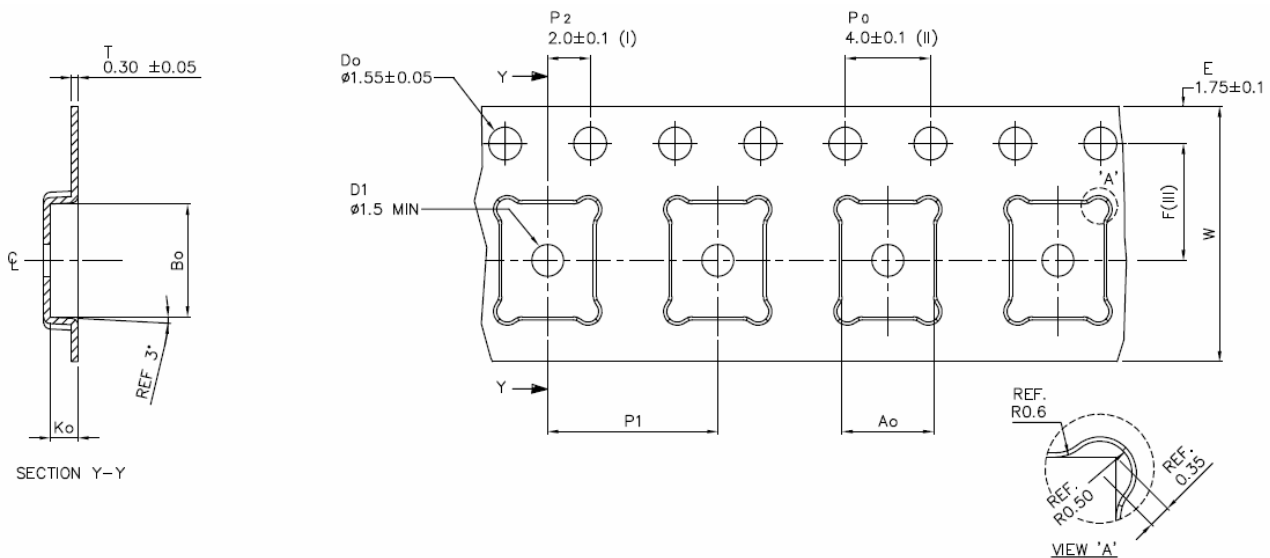 T
0.30 ±0.05
Bo
REF 3°
Ko
SECTION Y-Y
P2
2.0±0.1 (I)
Po
4.0±0.1 (II)
Do
ø1.55±0.05
Y
E
1.75±0.1
D1
ø1.5 MIN
'A'
F(III)
W
Y
P1
Ao
REF.
R0.6
REF.
R0.50
REF.
0.35
VIEW 'A'